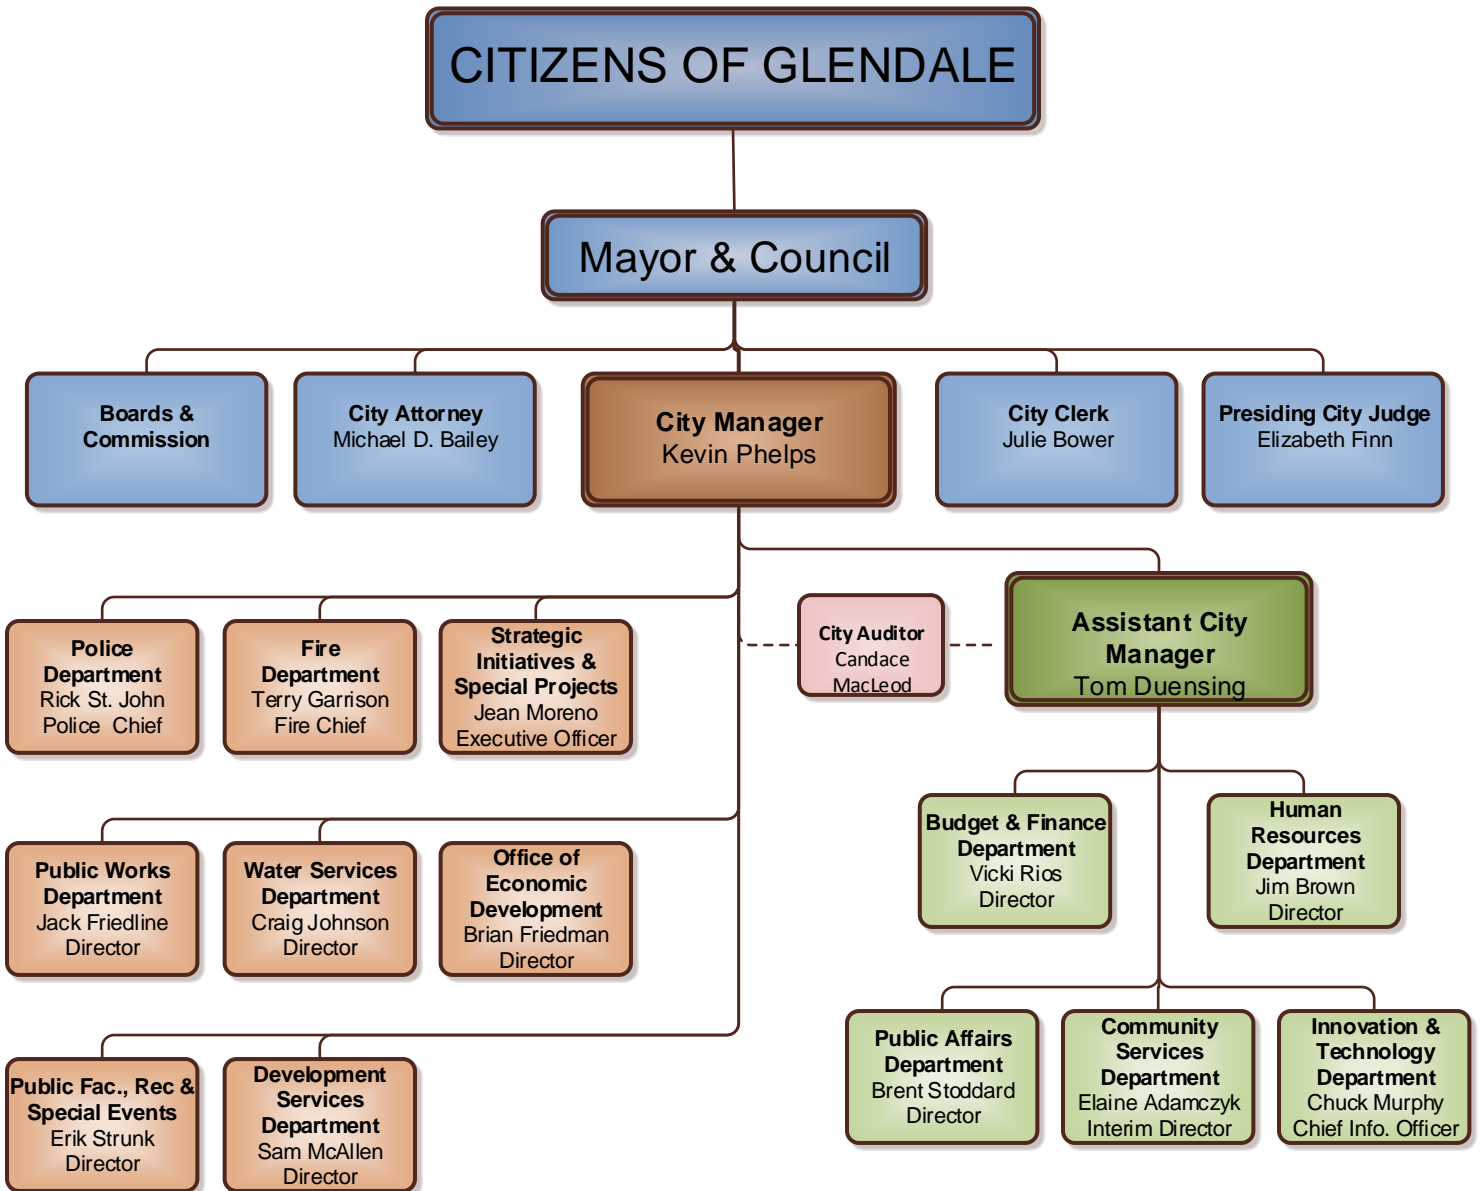 CITIZENS OF GLENDALE
Mayor & Council
Boards &
Commission
City Attorney
Michael D. Bailey
City Manager
Kevin Phelps
City Clerk
Julie Bower
Presiding City Judge
Elizabeth Finn
Police
Department
Rick St. John
Police  Chief
Fire
Department
Terry Garrison
Fire Chief
Strategic
Initiatives &
Special Projects
Jean Moreno
Executive Officer
City Auditor
Candace
MacLeod
Assistant City
Manager
Tom Duensing
Public Works
Department
Jack Friedline
Director
Water Services
Department
Craig Johnson
Director
Office of
Economic
Development
Brian Friedman
Director
Budget & Finance
Department
Vicki Rios
Director
Human
Resources
Department
Jim Brown
Director
Public Fac., Rec &
Special Events
Erik Strunk
Director
Development
Services
Department
Sam McAllen
Director
Public Affairs
Department
Brent Stoddard
Director
Community
Services
Department
Elaine Adamczyk
Interim Director
Innovation &
Technology
Department
Chuck Murphy
Chief Info. Officer